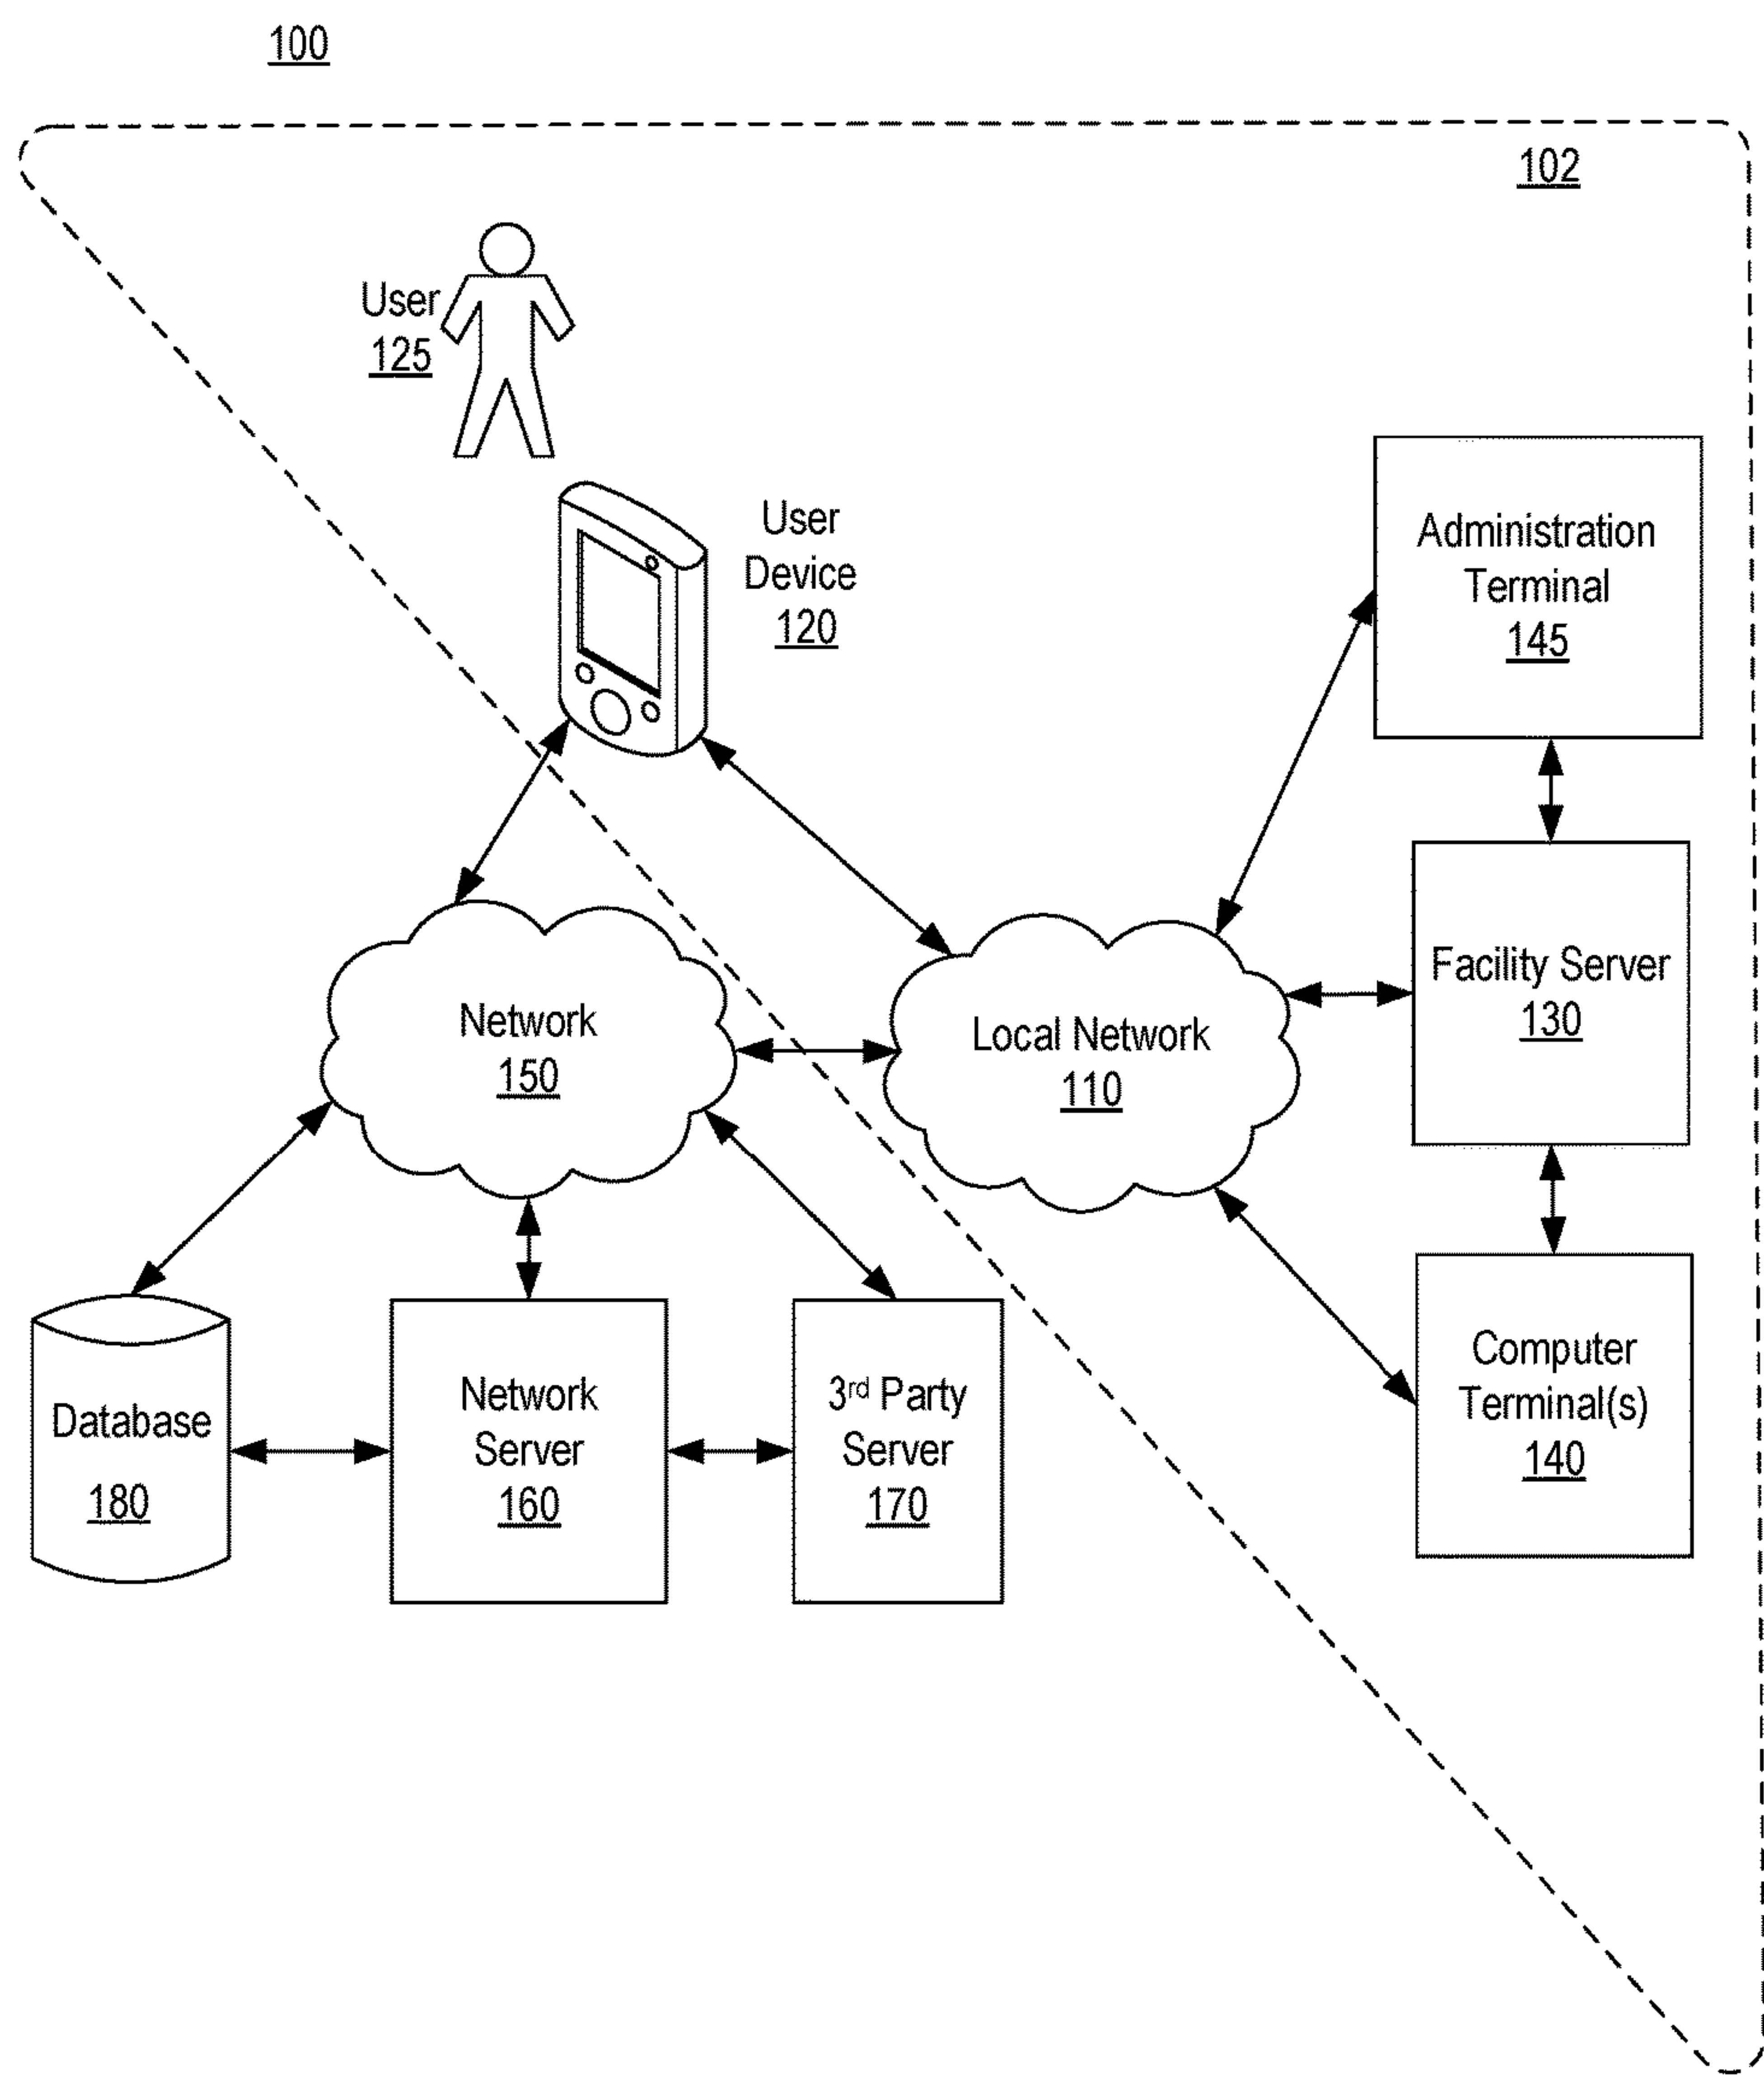 100
102
User
125
User
Device
120
Administration
Terminal
145
Facility Server
130
Network
150
Local Network
110
Computer
Terminal(s)
140
Database
180
Network
Server
160
3rd Party
Server
170